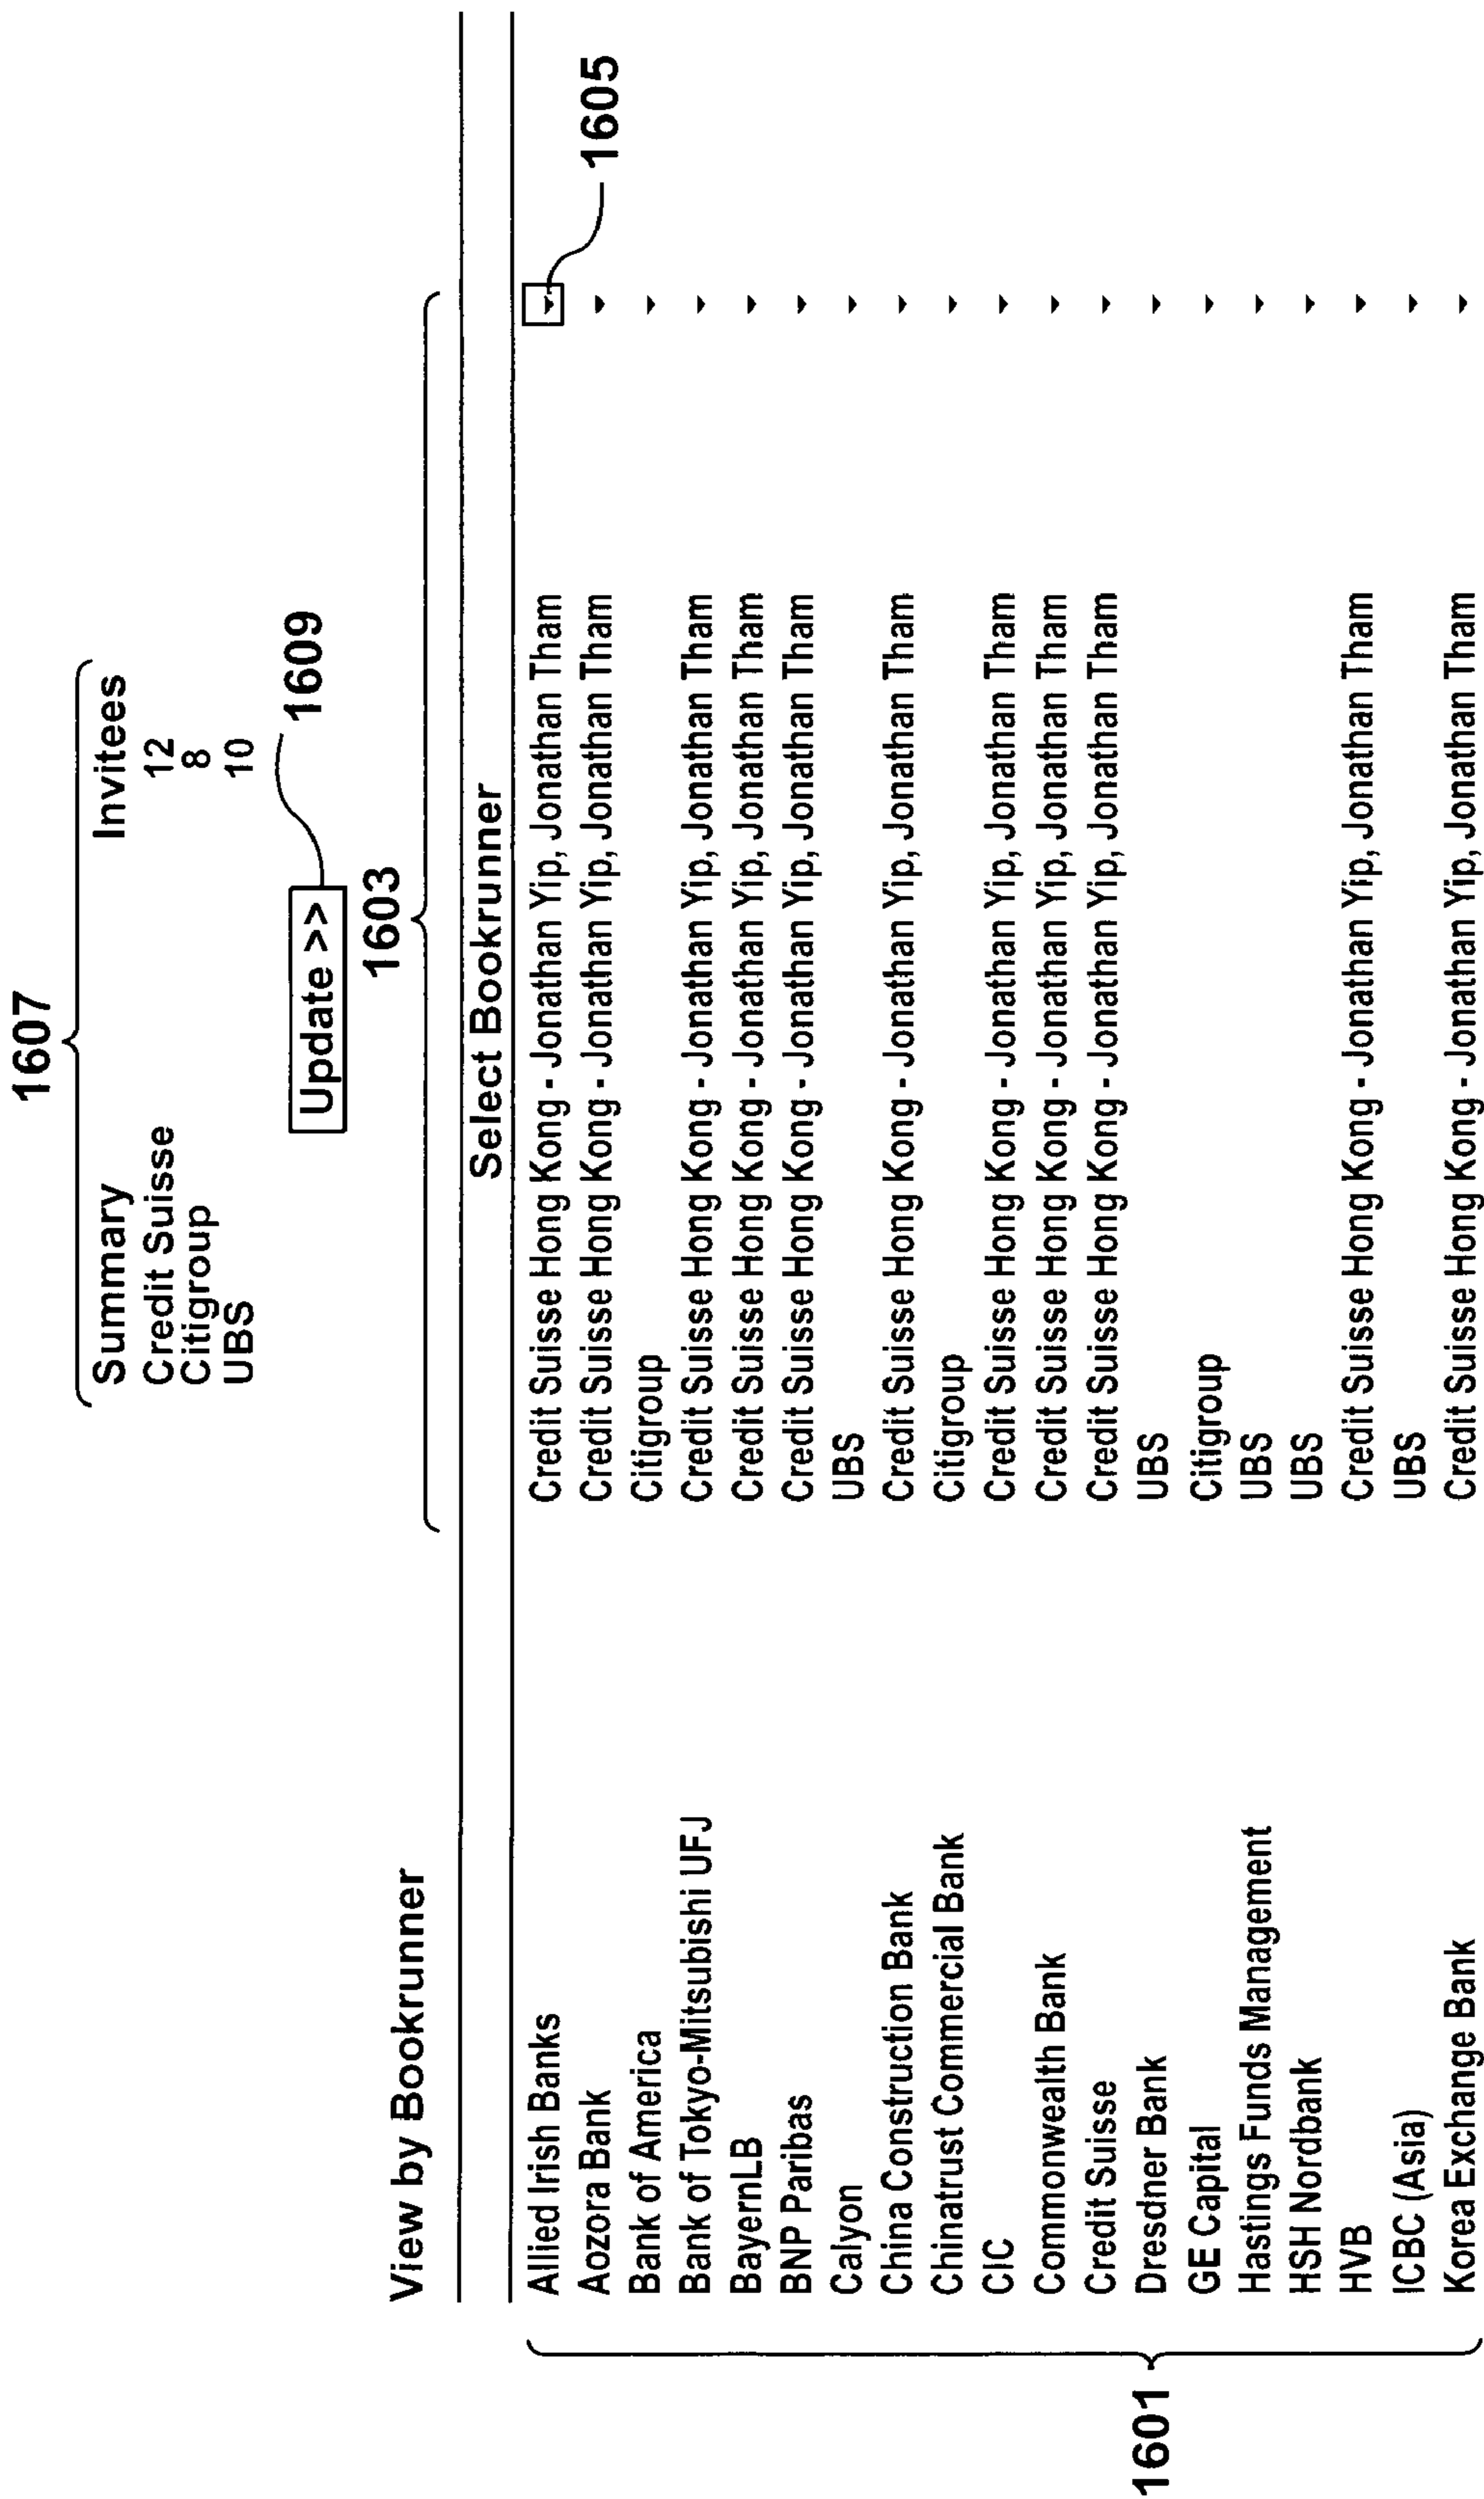 1607
Summary Invitees
Credit Suisse 12
Citigroup 8
UBS 10
Update >> 1609
View by Bookrunner
1603
Select Bookrunner
Allied Irish Banks Credit Suisse Hong Kong - Jonathan Yip, Jonathan Tham
1605
Aozora Bank Credit Suisse Hong Kong - Jonathan Yip, Jonathan Tham
Bank of America Citigroup
Bank of Tokyo-Mitsubishi UFJ Credit Suisse Hong Kong - Jonathan Yip, Jonathan Tham
BayernLB Credit Suisse Hong Kong - Jonathan Yip, Jonathan Tham
BNP Paribas Credit Suisse Hong Kong - Jonathan Yip, Jonathan Tham
Calyon UBS
China Construction Bank Credit Suisse Hong Kong - Jonathan Yip, Jonathan Tham
Chinatrust Commercial Bank Citigroup
CIC Credit Suisse Hong Kong - Jonathan Yip, Jonathan Tham
Commonwealth Bank Credit Suisse Hong Kong - Jonathan Yip, Jonathan Tham
Credit Suisse Credit Suisse Hong Kong - Jonathan Yip, Jonathan Tham
1601
Dresdner Bank UBS
GE Capital Citigroup
Hastings Funds Management UBS
HSH Nordbank UBS
HVB Credit Suisse Hong Kong - Jonathan Yip, Jonathan Tham
ICBC (Asia) UBS
Korea Exchange Bank Credit Suisse Hong Kong - Jonathan Yip, Jonathan Tham